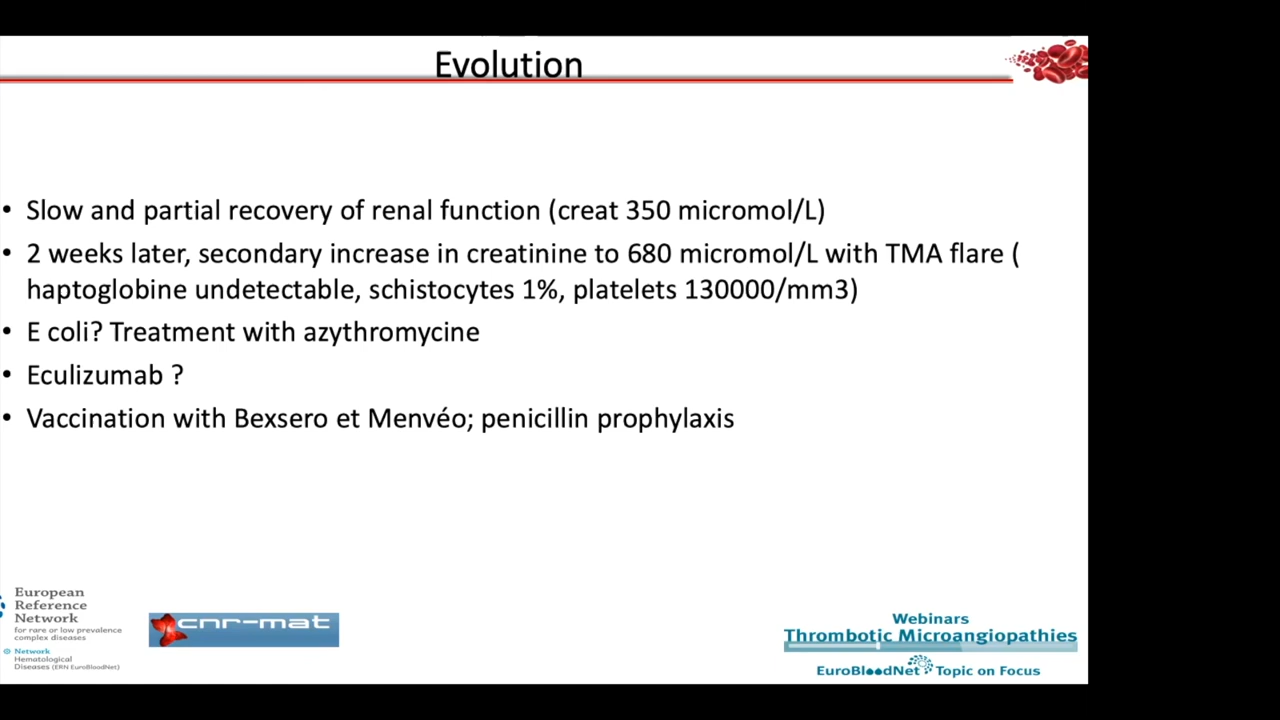 Evolution
• Slow and partial recovery of renal function (creat 350 micromol/L)
• 2 weeks later, secondary increase in creatinine to 680 micromol/L with TMA flare (
haptoglobine undetectable, schistocytes 1%, platelets 130000/mm3)
• E coli? Treatment with azythromycine
• Eculizumab ?
• Vaccination with Bexsero et Menvéo; penicillin prophylaxis
European
Reference
Network
for rare or low prevalence
complex diseases
Network
Hematological
Diseases (ERN EuroBloodNet)
cnr-mat
Webinars
Thrombotic Microangiopathies
EuroBloodNet Topic on Focus